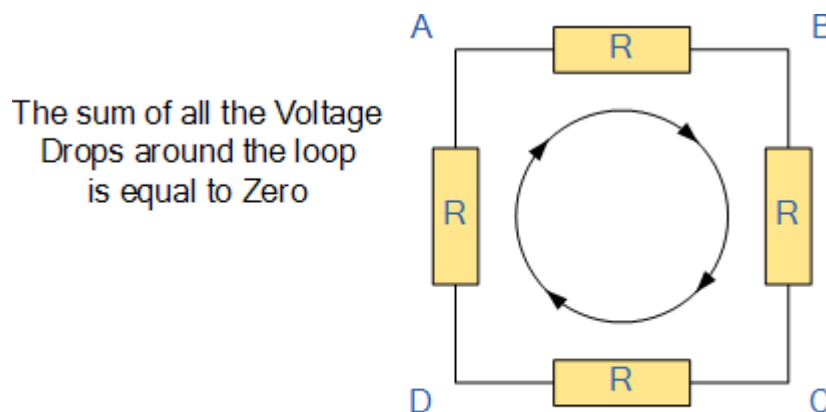 A
B
R
The sum of all the Voltage
Drops around the loop
is equal to Zero
R
R
R
D
C